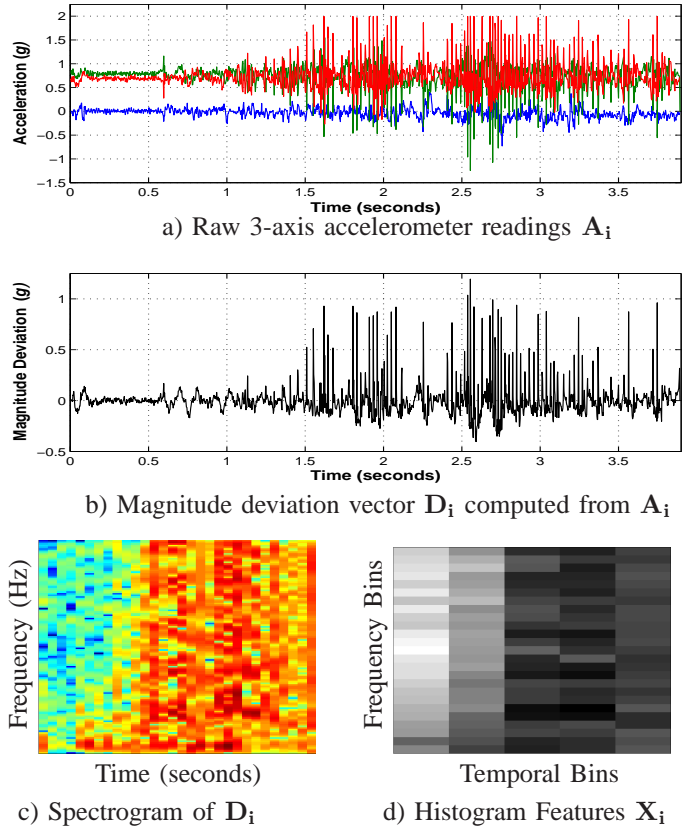 2
1.5
1
0.5
0
−0.5
−1
−1.5
Acceleration (g)
0 0.5 1 1.5 2 2.5 3 3.5
Time (seconds)
a) Raw 3-axis accelerometer readings A_i
1
0.5
0
−0.5
Magnitude Deviation (g)
0 0.5 1 1.5 2 2.5 3 3.5
Time (seconds)
b) Magnitude deviation vector D_i computed from A_i
Frequency (Hz)
Time (seconds)
c) Spectrogram of D_i
Frequency Bins
Temporal Bins
d) Histogram Features X_i